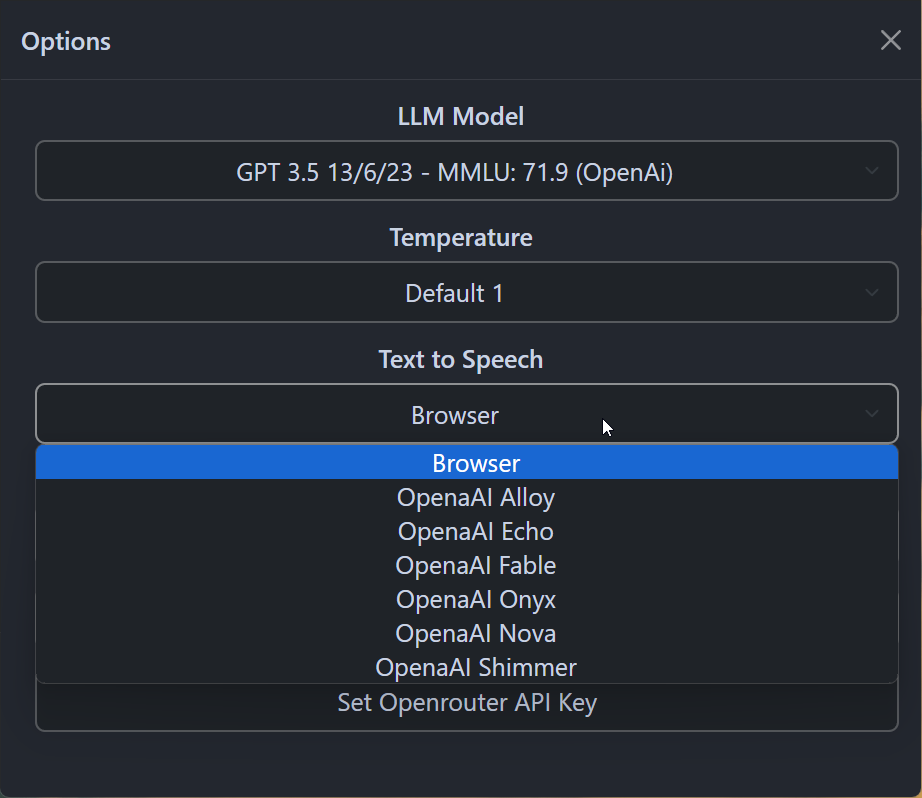 Options
LLM Model
GPT 3.5 13/6/23 - MMLU: 71.9 (OpenAi)
Temperature
Default 1
Text to Speech
Browser
Browser
OpenaAI Alloy
OpenaAI Echo
OpenaAI Fable
OpenaAI Onyx
OpenaAI Nova
OpenaAI Shimmer
Set Openrouter API Key